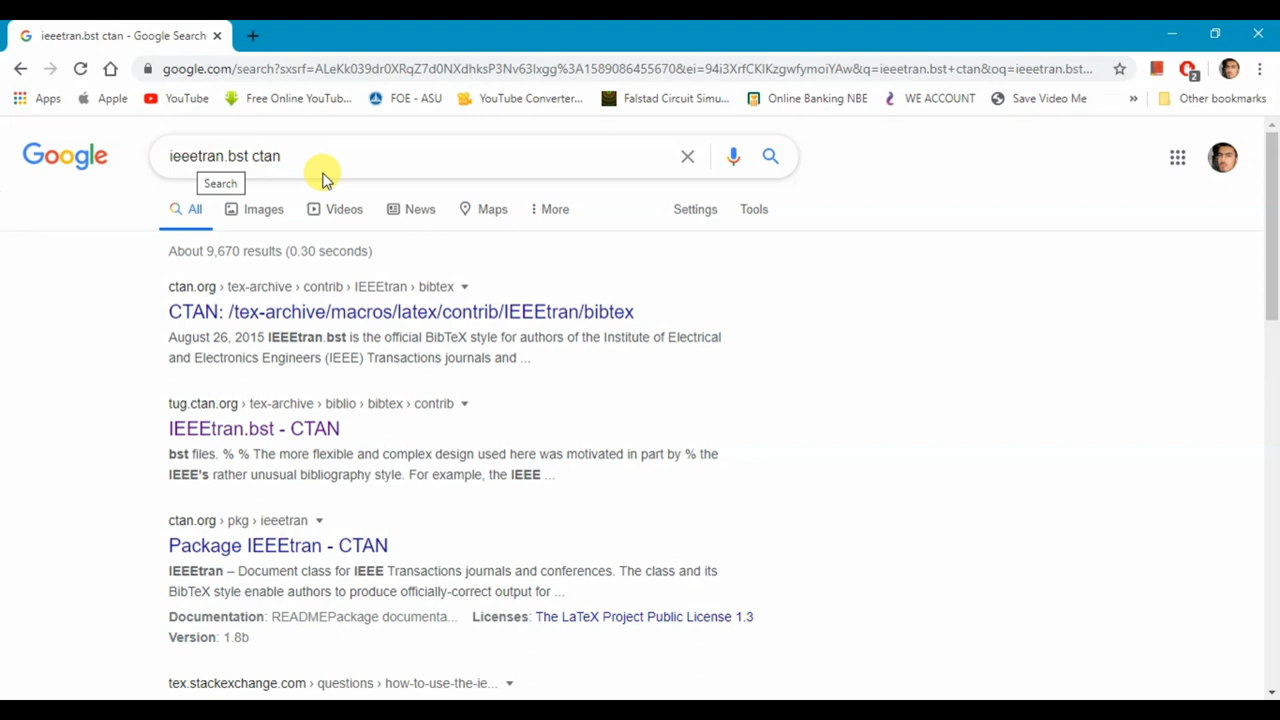 ieeetran.bst ctan - Google Search
google.com/search?sxsrf=ALeKk039dr0XRqZ7d0NXdhksP3Nv63Ixgg%3A1589086455670&ei=94i3XrfCKIKzgwfymoiYAw&q=ieeetran.bst+ctan&oq=ieeetran.bst...
2
Apps Apple YouTube Free Online YouTub... FOE - ASU YouTube Converter... Falstad Circuit Simu... Online Banking NBE WE ACCOUNT Save Video Me » Other bookmarks
Google ieeetran.bst ctan
Search
All Images Videos News Maps More Settings Tools
About 9,670 results (0.30 seconds)
ctan.org › tex-archive › contrib › IEEEtran › bibtex
CTAN: /tex-archive/macros/latex/contrib/IEEEtran/bibtex
August 26, 2015 IEEEtran.bst is the official BibTeX style for authors of the Institute of Electrical
and Electronics Engineers (IEEE) Transactions journals and ...
tug.ctan.org › tex-archive › biblio › bibtex › contrib
IEEEtran.bst - CTAN
bst files. % % The more flexible and complex design used here was motivated in part by % the
IEEE's rather unusual bibliography style. For example, the IEEE ...
ctan.org › pkg › ieeetran
Package IEEEtran - CTAN
IEEEtran – Document class for IEEE Transactions journals and conferences. The class and its
BibTeX style enable authors to produce officially-correct output for ...
Documentation: READMEPackage documenta... Licenses: The LaTeX Project Public License 1.3
Version: 1.8b
tex.stackexchange.com › questions › how-to-use-the-ie...